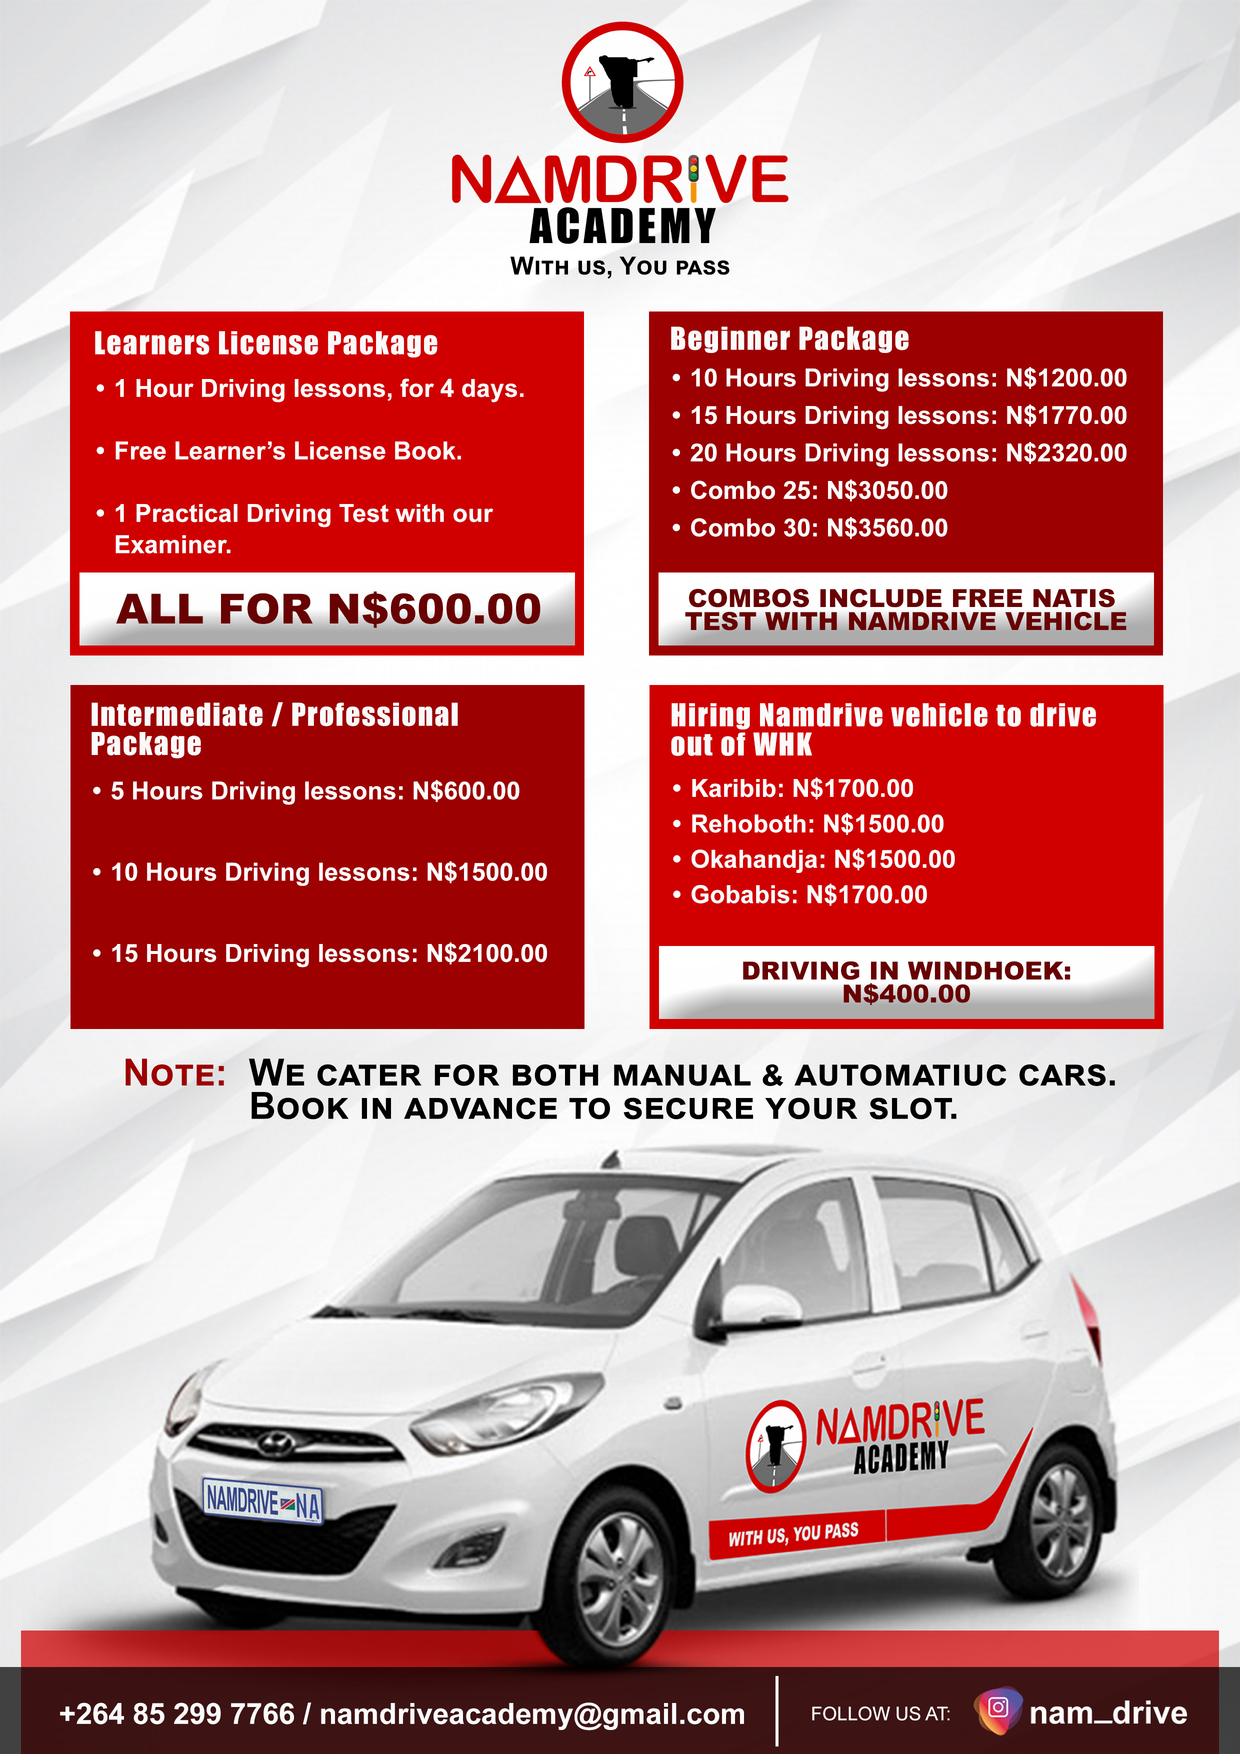 NAMDRIVE
ACADEMY
WITH US, YOU PASS
Learners License Package
• 1 Hour Driving lessons, for 4 days.
• Free Learner’s License Book.
• 1 Practical Driving Test with our
Examiner.
ALL FOR N$600.00
Beginner Package
• 10 Hours Driving lessons: N$1200.00
• 15 Hours Driving lessons: N$1770.00
• 20 Hours Driving lessons: N$2320.00
• Combo 25: N$3050.00
• Combo 30: N$3560.00
COMBOS INCLUDE FREE NATIS
TEST WITH NAMDRIVE VEHICLE
Intermediate / Professional
Package
• 5 Hours Driving lessons: N$600.00
• 10 Hours Driving lessons: N$1500.00
• 15 Hours Driving lessons: N$2100.00
Hiring Namdrive vehicle to drive
out of WHK
• Karibib: N$1700.00
• Rehoboth: N$1500.00
• Okahandja: N$1500.00
• Gobabis: N$1700.00
DRIVING IN WINDHOEK:
N$400.00
NOTE: WE CATER FOR BOTH MANUAL & AUTOMATIUC CARS.
BOOK IN ADVANCE TO SECURE YOUR SLOT.
NAMDRIVE
ACADEMY
WITH US, YOU PASS
NAMDRIVE NA
+264 85 299 7766 / namdriveacademy@gmail.com
FOLLOW US AT: nam_drive